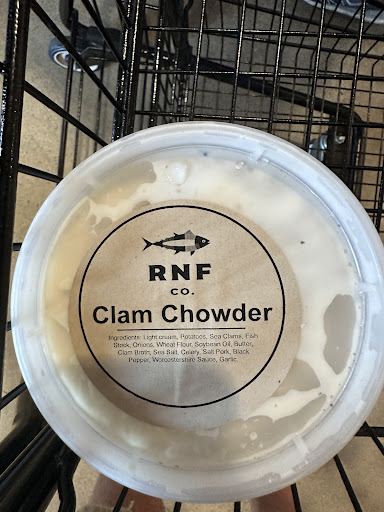 RNF
CO.
Clam Chowder
Ingredients: Light cream, Potatoes, Sea Clams, Fish
Stock, Onions, Wheat Flour, Soybean Oil, Butter,
Clam Broth, Sea Salt, Celery, Salt Pork, Black
Pepper, Worcestershire Sauce, Garlic.